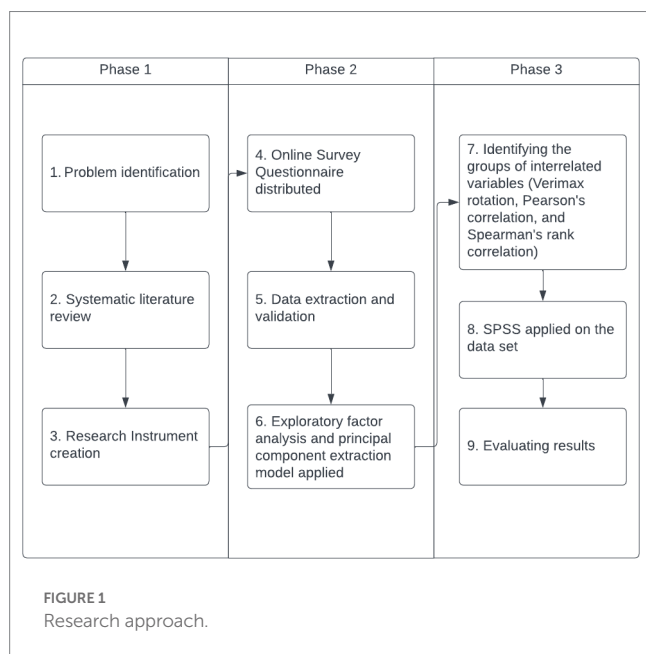 Phase 1
1. Problem identification
2. Systematic literature
review
3. Research Instrument
creation
Phase 2
4. Online Survey
Questionnaire
distributed
5. Data extraction and
validation
6. Exploratory factor
analysis and principal
component extraction
model applied
Phase 3
7. Identifying the
groups of interrelated
variables (Verimax
rotation, Pearson's
correlation, and
Spearman's rank
correlation)
8. SPSS applied on the
data set
9. Evaluating results
FIGURE 1
Research approach.